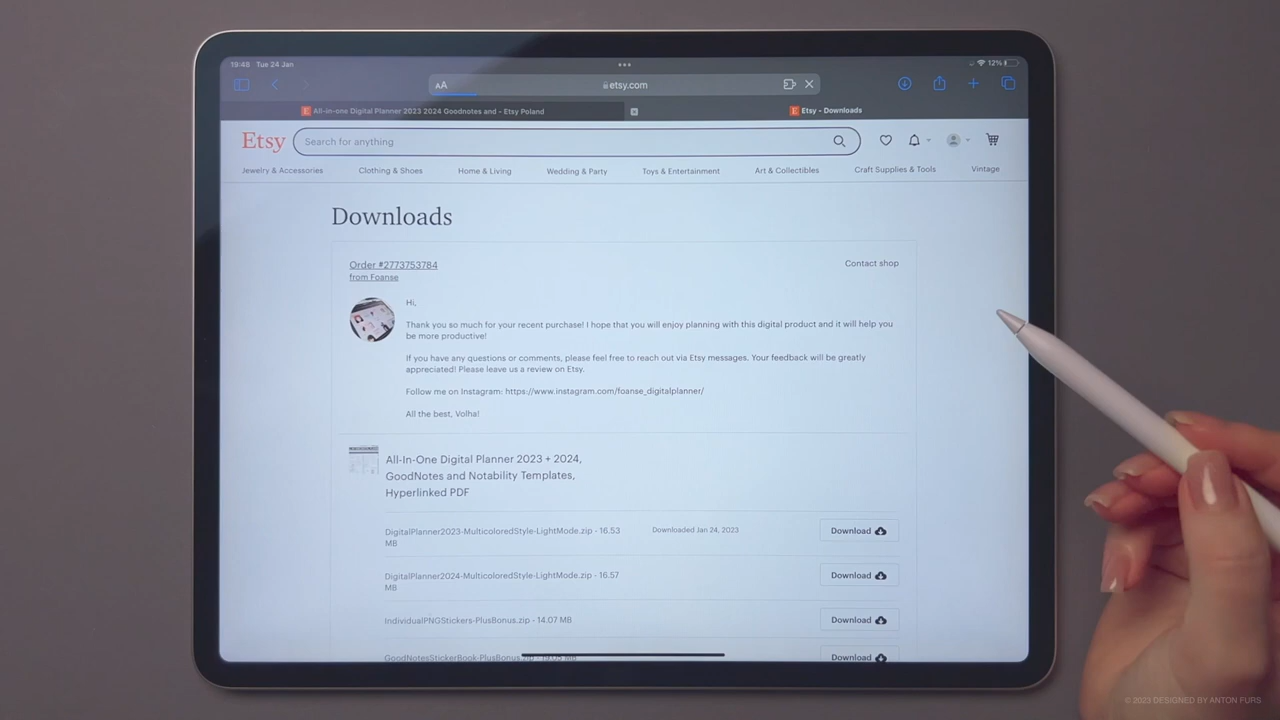 19:48 Tue 24 Jan
12%
AA
etsy.com
All-in-one Digital Planner 2023 2024 Goodnotes and - Etsy Poland
Etsy - Downloads
Etsy
Search for anything
Jewelry & Accessories
Clothing & Shoes
Home & Living
Wedding & Party
Toys & Entertainment
Art & Collectibles
Craft Supplies & Tools
Vintage
Downloads
Order #2773753784
from Foanse
Contact shop
Hi,
Thank you so much for your recent purchase! I hope that you will enjoy planning with this digital product and it will help you
be more productive!
If you have any questions or comments, please feel free to reach out via Etsy messages. Your feedback will be greatly
appreciated! Please leave us a review on Etsy.
Follow me on Instagram: https://www.instagram.com/foanse_digitalplanner/
All the best, Volha!
All-In-One Digital Planner 2023 + 2024,
GoodNotes and Notability Templates,
Hyperlinked PDF
DigitalPlanner2023-MulticoloredStyle-LightMode.zip - 16.53
MB
Downloaded Jan 24, 2023
Download
DigitalPlanner2024-MulticoloredStyle-LightMode.zip - 16.57
MB
Download
IndividualPNGStickers-PlusBonus.zip - 14.07 MB
Download
GoodNotesStickerBook-PlusBonus.zip
Download
© 2023 DESIGNED BY ANTON FURS